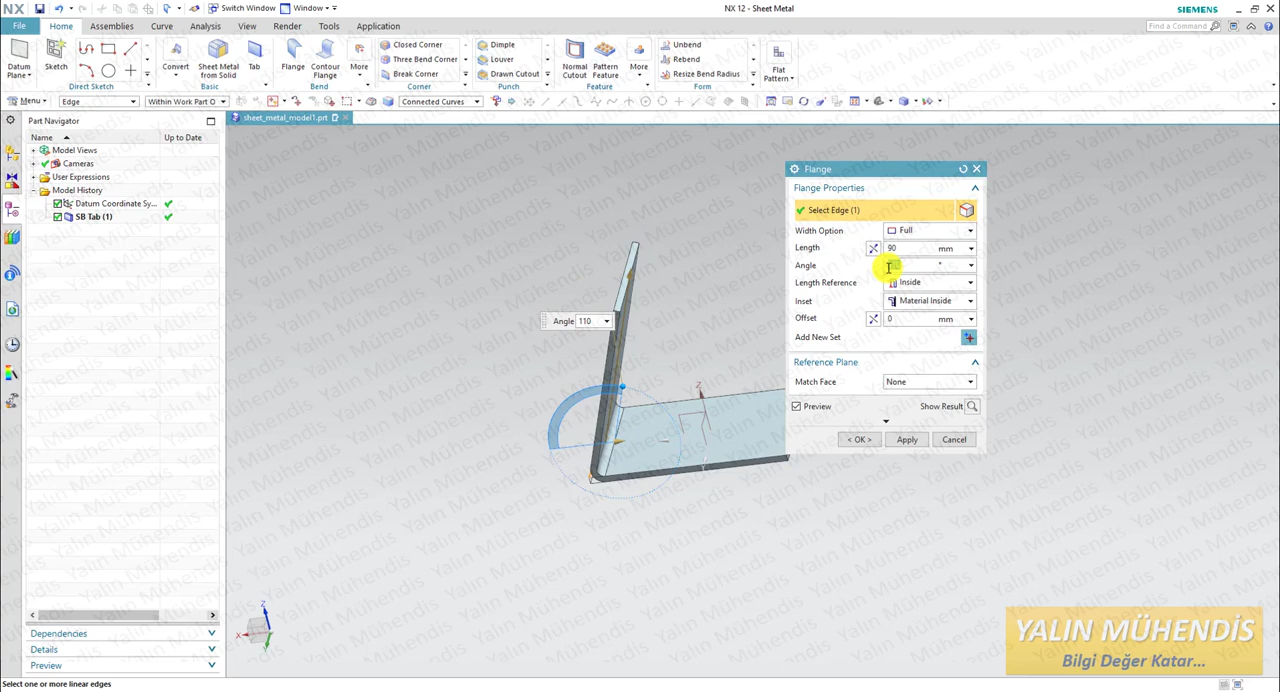 NX
Switch Window
Window
NX 12 - Sheet Metal
SIEMENS
File
Home
Assemblies
Curve
Analysis
View
Render
Tools
Application
Find a Command
Datum
Plane
Sketch
Direct Sketch
Convert
Sheet Metal
from Solid
Tab
Basic
Flange
Contour
Flange
More
Bend
Closed Corner
Three Bend Corner
Break Corner
Corner
Dimple
Louver
Drawn Cutout
Punch
Normal
Cutout
Pattern
Feature
More
Feature
Unbend
Rebend
Resize Bend Radius
Form
Flat
Pattern
Menu
Edge
Within Work Part O
Connected Curves
Part Navigator
sheet_metal_model1.prt
Name
Up to Date
Model Views
Cameras
User Expressions
Model History
Datum Coordinate Sy...
SB Tab (1)
Flange
Flange Properties
Select Edge (1)
Width Option
Full
Length
90
mm
Angle
°
Length Reference
Inside
Inset
Material Inside
Offset
0
mm
Add New Set
Reference Plane
Match Face
None
Preview
Show Result
< OK >
Apply
Cancel
Angle
110
Z
Y
Z
X
Y
Dependencies
Details
Preview
Select one or more linear edges
YALIN MÜHENDİS
Bilgi Değer Katar...
Yalın Mühendis